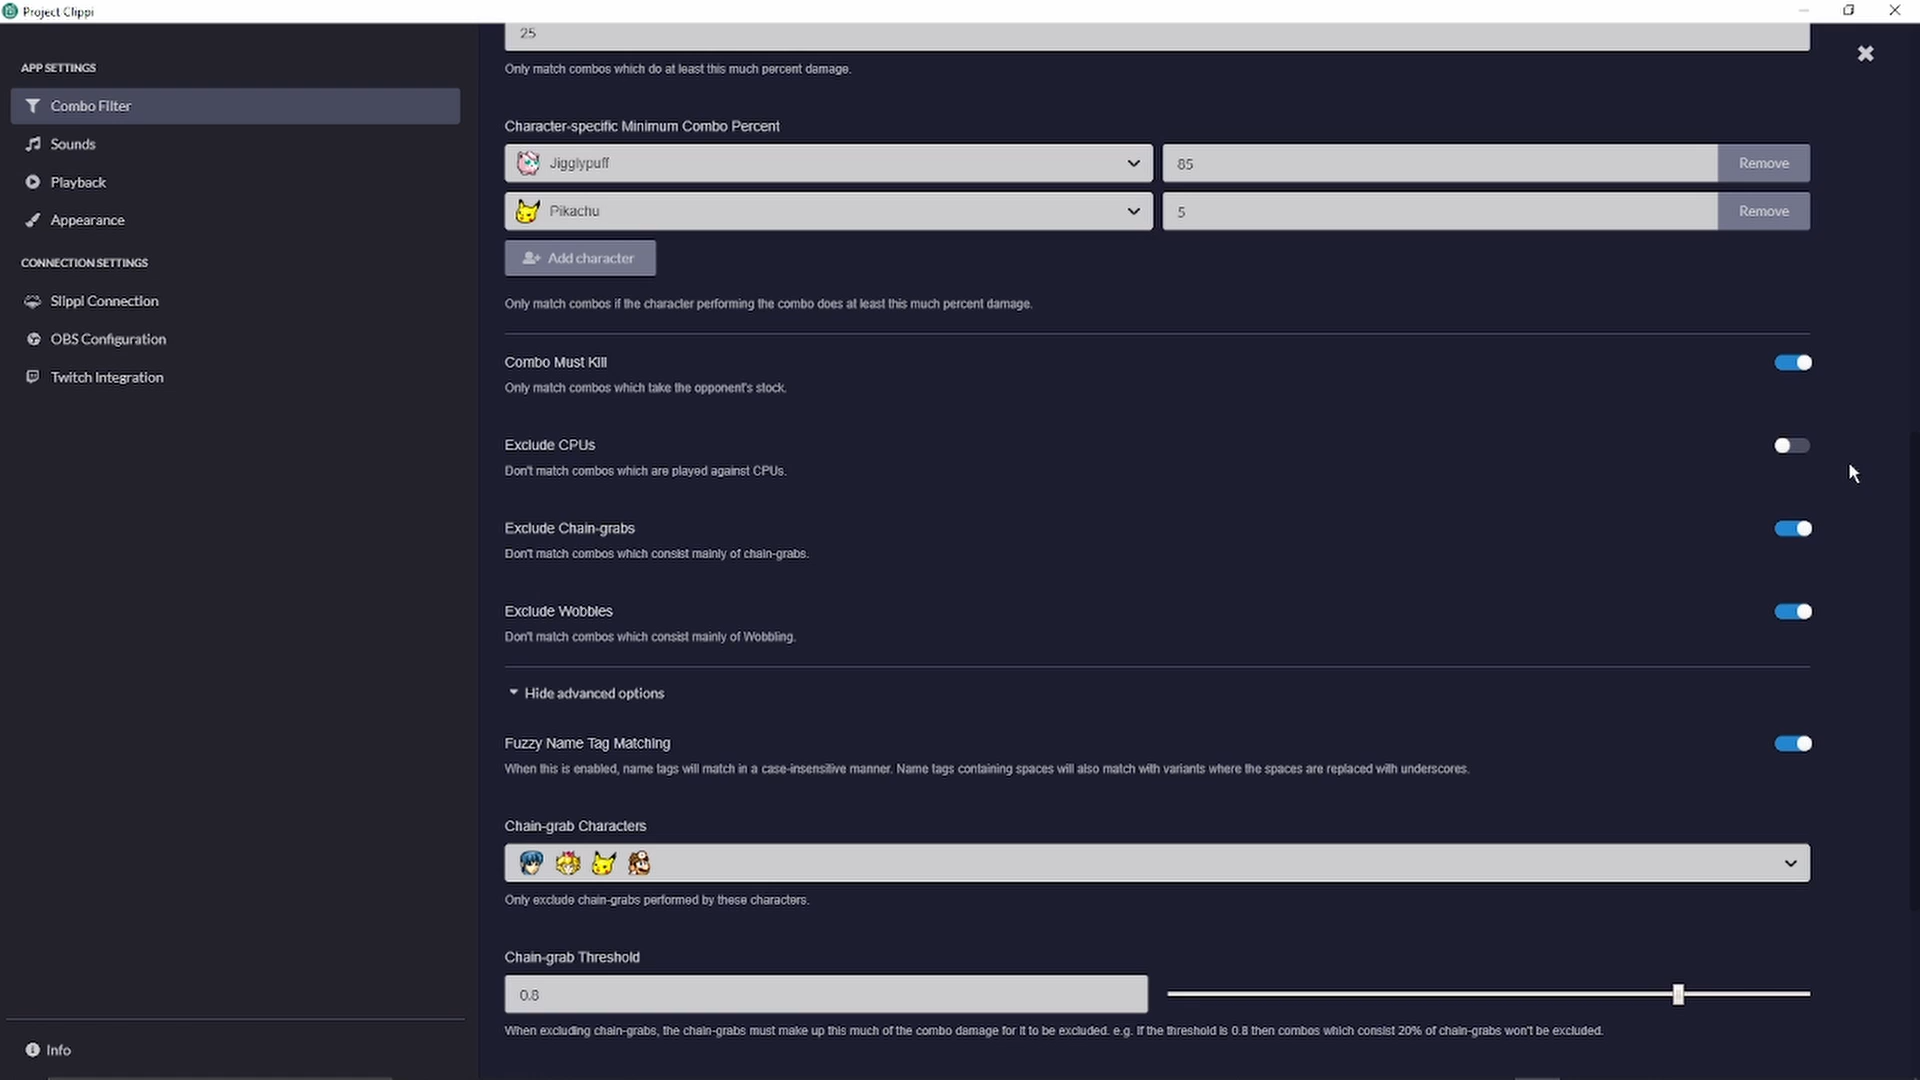 Project Clippi
APP SETTINGS
Combo Filter
Sounds
Playback
Appearance
CONNECTION SETTINGS
Slippi Connection
OBS Configuration
Twitch Integration
Info
25
Only match combos which do at least this much percent damage.
Character-specific Minimum Combo Percent
Jigglypuff 85 Remove
Pikachu 5 Remove
Add character
Only match combos if the character performing the combo does at least this much percent damage.
Combo Must Kill
Only match combos which take the opponent's stock.
Exclude CPUs
Don't match combos which are played against CPUs.
Exclude Chain-grabs
Don't match combos which consist mainly of chain-grabs.
Exclude Wobbles
Don't match combos which consist mainly of Wobbling.
Hide advanced options
Fuzzy Name Tag Matching
When this is enabled, name tags will match in a case-insensitive manner. Name tags containing spaces will also match with variants where the spaces are replaced with underscores.
Chain-grab Characters
Only exclude chain-grabs performed by these characters.
Chain-grab Threshold
0.8
When excluding chain-grabs, the chain-grabs must make up this much of the combo damage for it to be excluded. e.g. If the threshold is 0.8 then combos which consist 20% of chain-grabs won't be excluded.